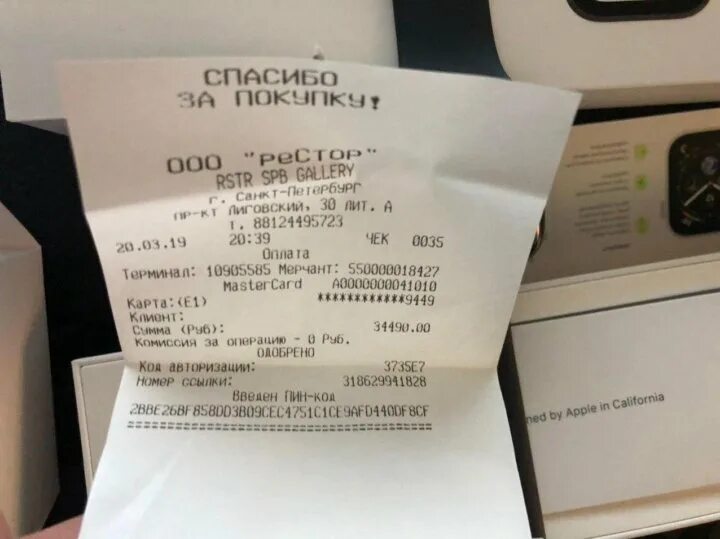 СПАСИБО
ЗА ПОКУПКУ!
ООО "реСтор"
RSTR SPB GALLERY
г. Санкт-Петербург
пр-кт Лиговский, 30 лит. А
т. 88124495723
20.03.19 20:39 ЧЕК 0035
Оплата
Терминал: 10905585 Мерчант: 550000018427
MasterCard A0000000041010
Карта:(E1) ************9449
Клиент:
Сумма (Руб): 34490.00
Комиссия за операцию - 0 Руб.
ОДОБРЕНО
Код авторизации: 3735E7
Номер ссылки: 318629941828
Введен ПИН-код
2BBE26BF858DD3B09CEC4751C1CE9AFD440DF8CF
==========================================
ned by Apple in California